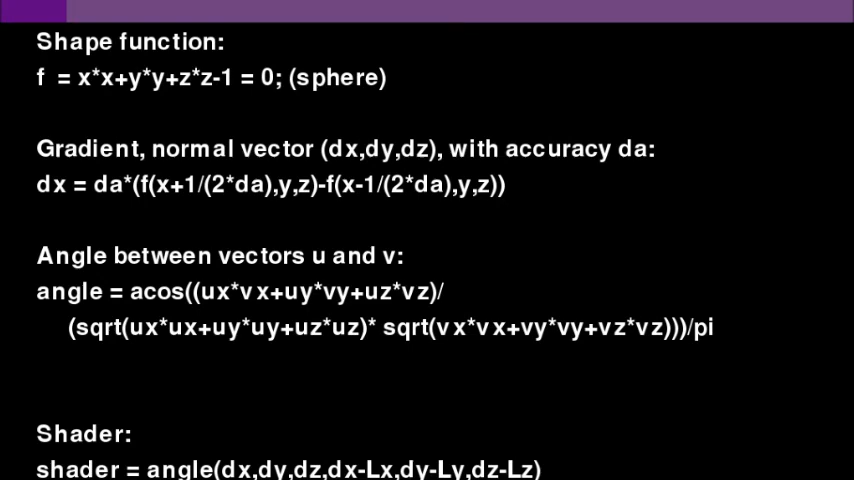 Shape function:
f = x*x+y*y+z*z-1 = 0; (sphere)
Gradient, normal vector (dx,dy,dz), with accuracy da:
dx = da*(f(x+1/(2*da),y,z)-f(x-1/(2*da),y,z))
Angle between vectors u and v:
angle = acos((ux*vx+uy*vy+uz*vz)/
(sqrt(ux*ux+uy*uy+uz*uz)* sqrt(vx*vx+vy*vy+vz*vz)))/pi
Shader:
shader = angle(dx,dy,dz,dx-Lx,dy-Ly,dz-Lz)